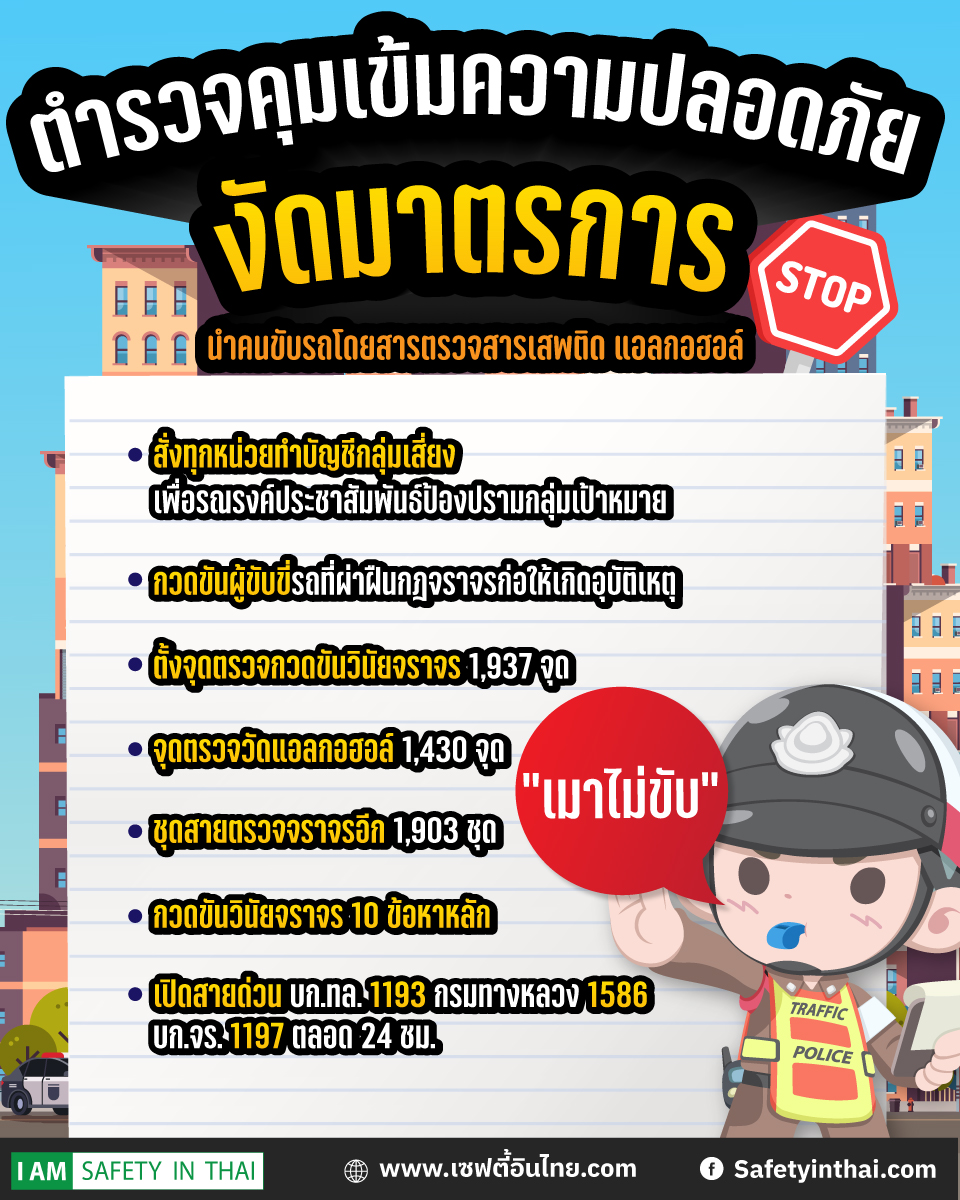 ตำรวจคุมเข้มความปลอดภัย
งัดมาตรการ
STOP
นำคนขับรถโดยสารตรวจสารเสพติด แอลกอฮอล์
• สั่งทุกหน่วยทำบัญชีกลุ่มเสี่ยง
เพื่อรณรงค์ประชาสัมพันธ์ป้องปรามกลุ่มเป้าหมาย
• กวดขันผู้ขับขี่รถที่ผ่าฝืนกฎจราจรก่อให้เกิดอุบัติเหตุ
• ตั้งจุดตรวจกวดขันวินัยจราจร 1,937 จุด
• จุดตรวจวัดแอลกอฮอล์ 1,430 จุด
"เมาไม่ขับ"
• ชุดสายตรวจจราจรอีก 1,903 ชุด
• กวดขันวินัยจราจร 10 ข้อหาหลัก
• เปิดสายด่วน บก.ทล. 1193 กรมทางหลวง 1586
บก.จร. 1197 ตลอด 24 ชม.
TRAFFIC
POLICE
I AM SAFETY IN THAI
www.เซฟตี้อินไทย.com
Safetyinthai.com